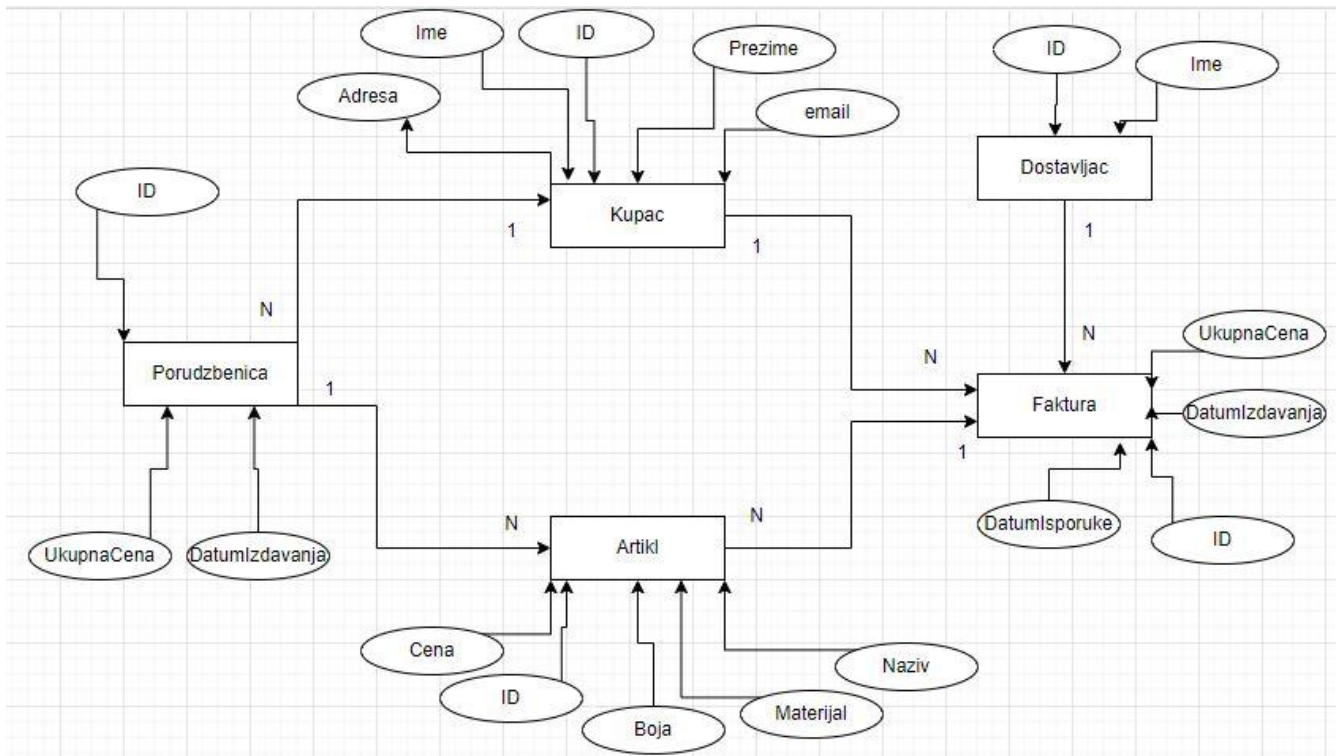 Ime
ID
Prezime
ID
Ime
Adresa
email
Dostavljac
ID
Kupac
1
1
1
N
N
UkupnaCena
Porudzbenica
1
N
Faktura
DatumIzdavanja
1
N
N
Artikl
DatumIsporuke
ID
UkupnaCena
DatumIzdavanja
Cena
ID
Boja
Materijal
Naziv